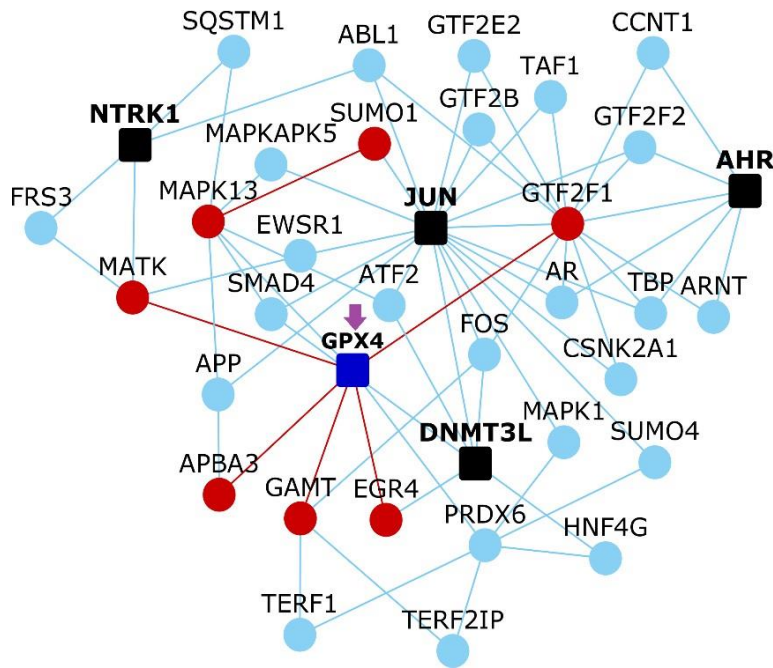 SQSTM1
ABL1
GTF2E2
CCNT1
TAF1
NTRK1
SUMO1
GTF2B
GTF2F2
MAPKAPK5
AHR
FRS3
MAPK13
JUN
GTF2F1
EWSR1
MATK
SMAD4
ATF2
AR
TBP
ARNT
GPX4
FOS
CSNK2A1
APP
DNMT3L
MAPK1
SUMO4
APBA3
GAMT
EGR4
PRDX6
HNF4G
TERF1
TERF2IP